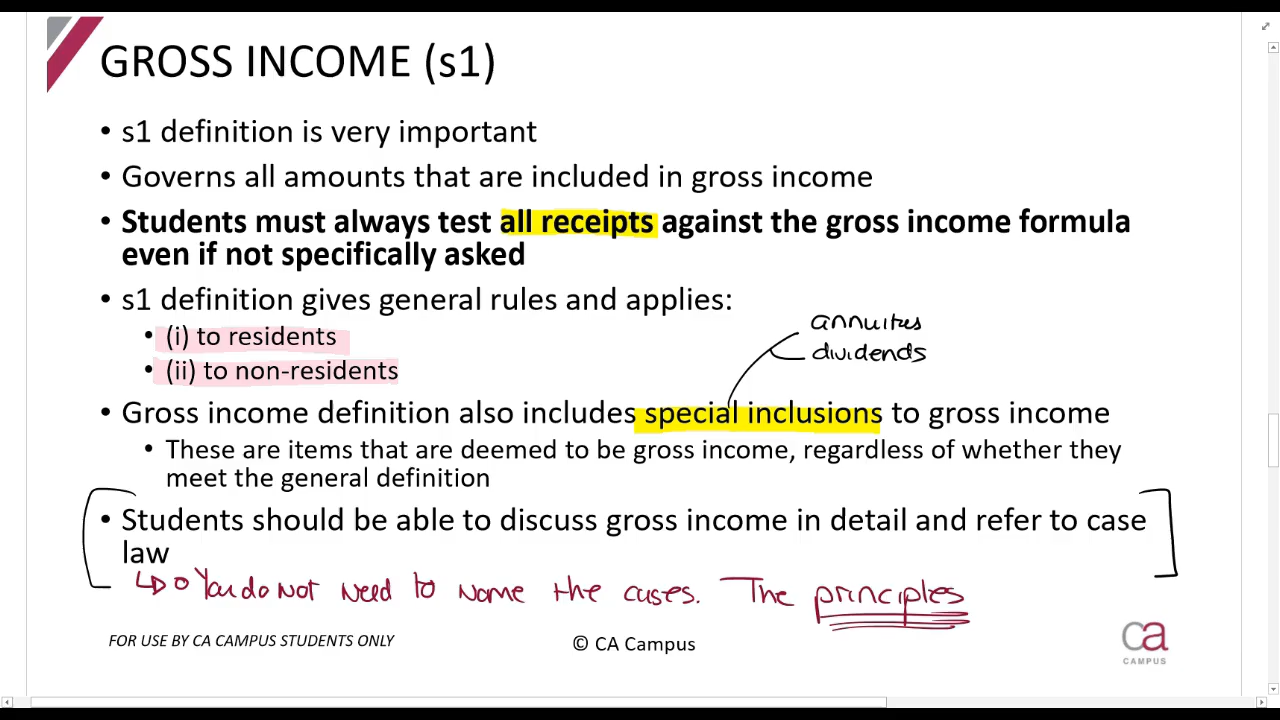 GROSS INCOME (s1)
• s1 definition is very important
• Governs all amounts that are included in gross income
• Students must always test all receipts against the gross income formula
even if not specifically asked
• s1 definition gives general rules and applies:
• (i) to residents
• (ii) to non-residents
annuites
dividends
• Gross income definition also includes special inclusions to gross income
• These are items that are deemed to be gross income, regardless of whether they
meet the general definition
• Students should be able to discuss gross income in detail and refer to case
law
You do not need to name the cases. The principles
FOR USE BY CA CAMPUS STUDENTS ONLY
© CA Campus
ca
CAMPUS